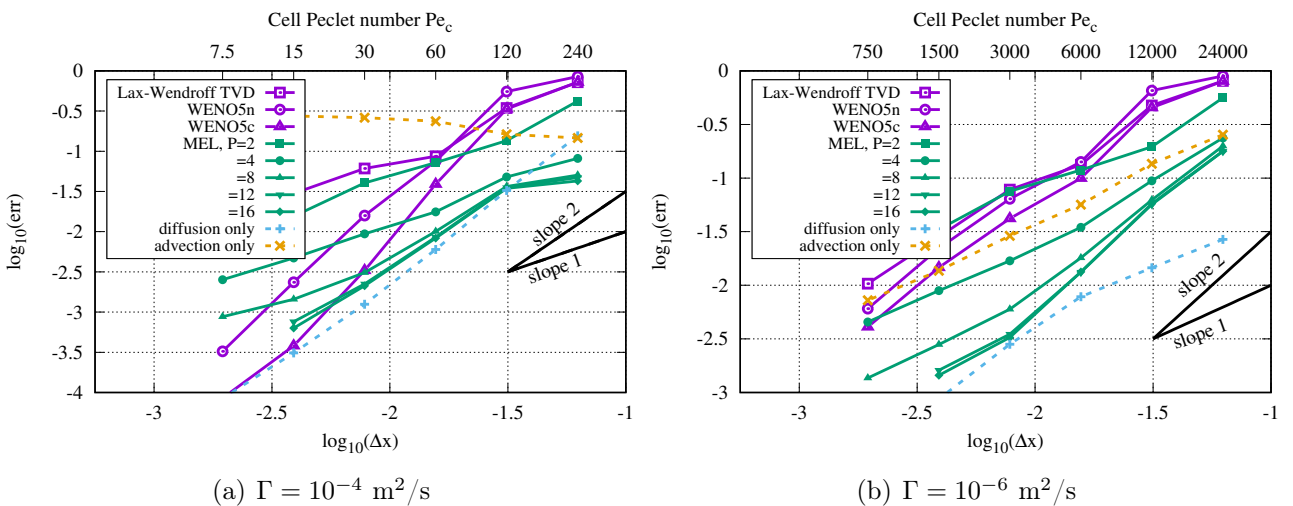 Cell Peclet number Pe_c
7.5 15 30 60 120 240
0
-0.5
-1
-1.5
-2
-2.5
-3
-3.5
-4
log10(err)
Lax-Wendroff TVD
WENO5n
WENO5c
MEL, P=2
=4
=8
=12
=16
diffusion only
advection only
slope 2
slope 1
-3 -2.5 -2 -1.5 -1
log10(Δx)
(a) Γ = 10^−4 m^2/s
Cell Peclet number Pe_c
750 1500 3000 6000 12000 24000
0
-0.5
-1
-1.5
-2
-2.5
-3
log10(err)
Lax-Wendroff TVD
WENO5n
WENO5c
MEL, P=2
=4
=8
=12
=16
diffusion only
advection only
slope 2
slope 1
-3 -2.5 -2 -1.5 -1
log10(Δx)
(b) Γ = 10^−6 m^2/s